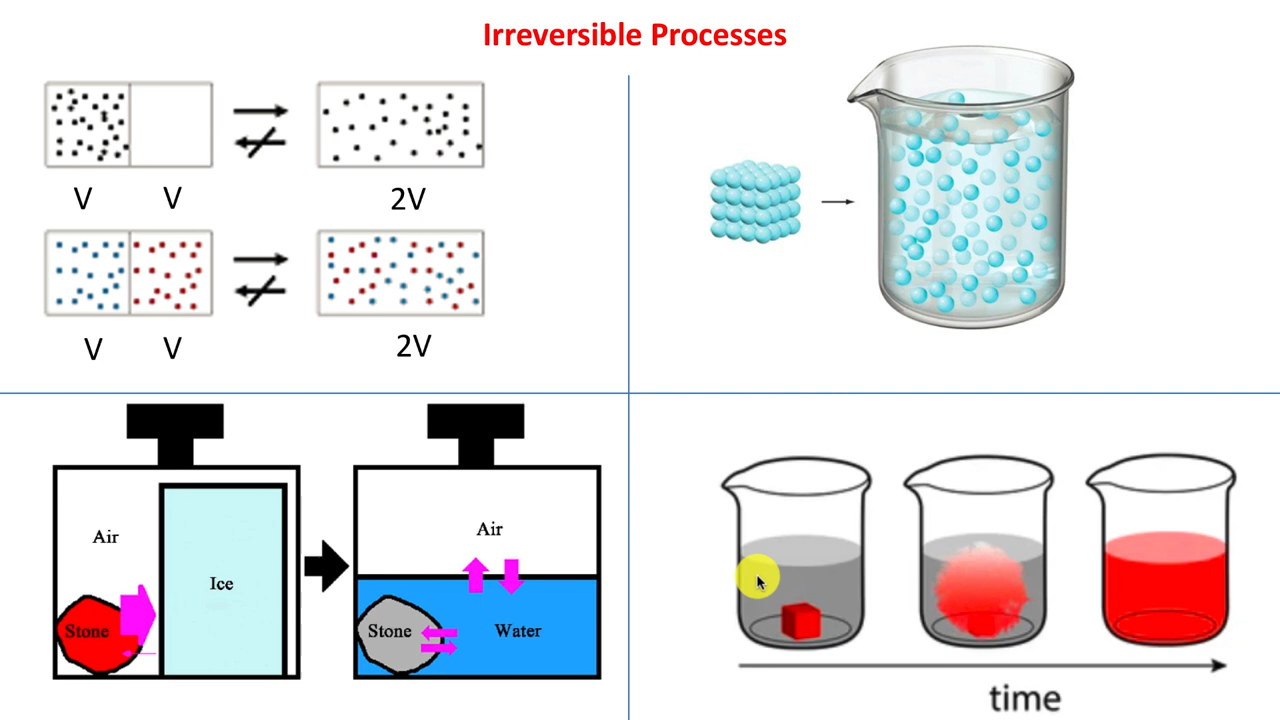 Irreversible Processes
V V 2V
V V 2V
Air
Ice
Stone
Air
Stone
Water
time